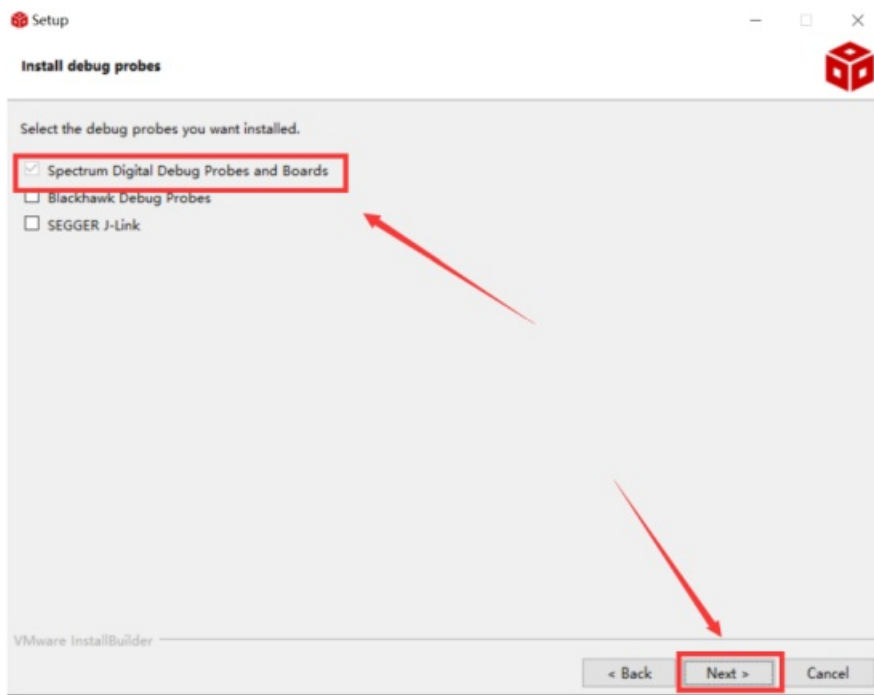 Setup
Install debug probes
Select the debug probes you want installed.
Spectrum Digital Debug Probes and Boards
Blackhawk Debug Probes
SEGGER J-Link
VMware InstallBuilder
< Back Next > Cancel